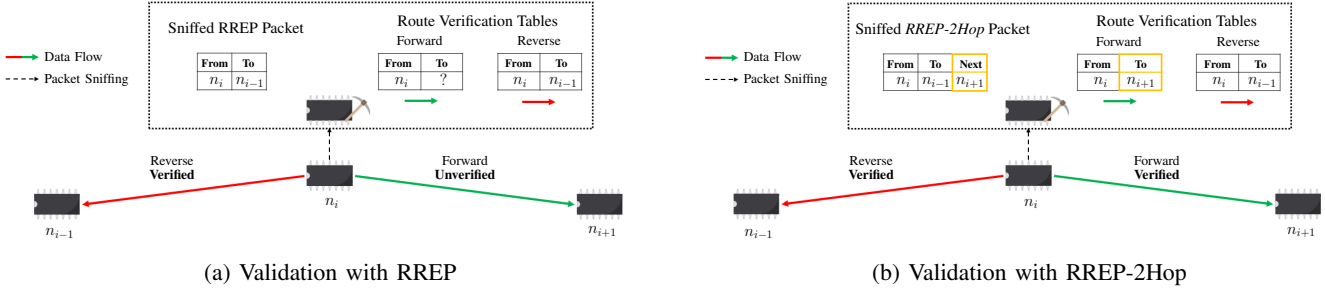 Sniffed RREP Packet
Route Verification Tables
Forward
Reverse
From To
n_i n_{i-1}
From To
n_i ?
From To
n_i n_{i-1}
Data Flow
Packet Sniffing
Reverse
Verified
Forward
Unverified
n_i
n_{i-1}
n_{i+1}
(a) Validation with RREP
Sniffed RREP-2Hop Packet
Route Verification Tables
Forward
Reverse
From To Next
n_i n_{i-1} n_{i+1}
From To
n_i n_{i+1}
From To
n_i n_{i-1}
Data Flow
Packet Sniffing
Reverse
Verified
Forward
Verified
n_i
n_{i-1}
n_{i+1}
(b) Validation with RREP-2Hop